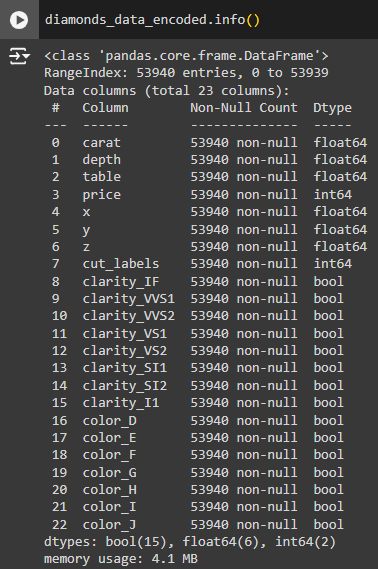 diamonds_data_encoded.info()
<class 'pandas.core.frame.DataFrame'>
RangeIndex: 53940 entries, 0 to 53939
Data columns (total 23 columns):
 #   Column        Non-Null Count  Dtype
---  ------        --------------  -----
 0   carat         53940 non-null  float64
 1   depth         53940 non-null  float64
 2   table         53940 non-null  float64
 3   price         53940 non-null  int64
 4   x             53940 non-null  float64
 5   y             53940 non-null  float64
 6   z             53940 non-null  float64
 7   cut_labels    53940 non-null  int64
 8   clarity_IF    53940 non-null  bool
 9   clarity_VVS1  53940 non-null  bool
 10  clarity_VVS2  53940 non-null  bool
 11  clarity_VS1   53940 non-null  bool
 12  clarity_VS2   53940 non-null  bool
 13  clarity_SI1   53940 non-null  bool
 14  clarity_SI2   53940 non-null  bool
 15  clarity_I1    53940 non-null  bool
 16  color_D       53940 non-null  bool
 17  color_E       53940 non-null  bool
 18  color_F       53940 non-null  bool
 19  color_G       53940 non-null  bool
 20  color_H       53940 non-null  bool
 21  color_I       53940 non-null  bool
 22  color_J       53940 non-null  bool
dtypes: bool(15), float64(6), int64(2)
memory usage: 4.1 MB